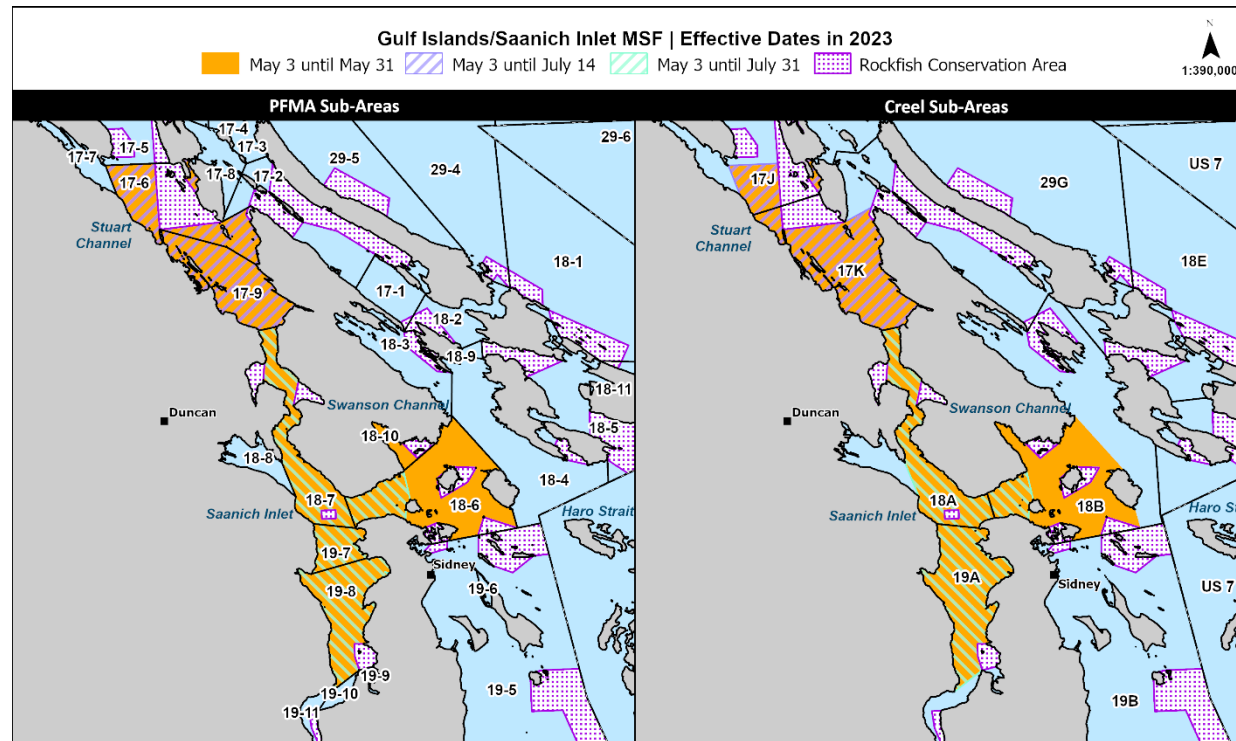 Gulf Islands/Saanich Inlet MSF | Effective Dates in 2023
May 3 until May 31
May 3 until July 14
May 3 until July 31
Rockfish Conservation Area
N
1:390,000
PFMA Sub-Areas
17-4
17-3
17-7
17-5
29-5
29-6
17-6
17-8
17-2
29-4
Stuart
Channel
18-1
17-9
17-1
18-2
18-3
18-9
18-11
Duncan
Swanson Channel
18-5
18-10
18-8
18-4
18-7
18-6
Saanich Inlet
Haro Strait
19-7
Sidney
19-8
19-6
19-9
19-10
19-5
19-11
Creel Sub-Areas
US 7
17J
29G
Stuart
Channel
18E
17K
Duncan
Swanson Channel
18A
18B
Saanich Inlet
Haro St
19A
Sidney
US 7
19B